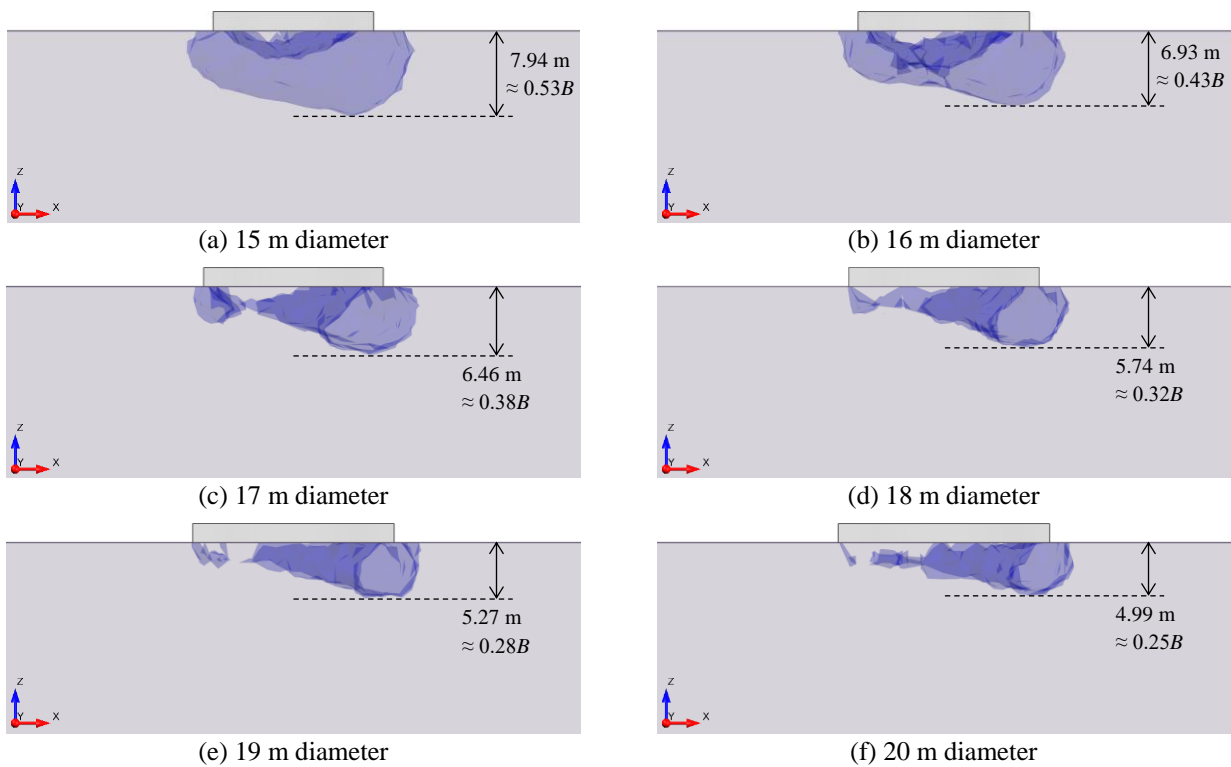 7.94 m
≈ 0.53B
Z
Y
X
(a) 15 m diameter
6.93 m
≈ 0.43B
Z
Y
X
(b) 16 m diameter
6.46 m
≈ 0.38B
Z
Y
X
(c) 17 m diameter
5.74 m
≈ 0.32B
Z
Y
X
(d) 18 m diameter
5.27 m
≈ 0.28B
Z
Y
X
(e) 19 m diameter
4.99 m
≈ 0.25B
Z
Y
X
(f) 20 m diameter